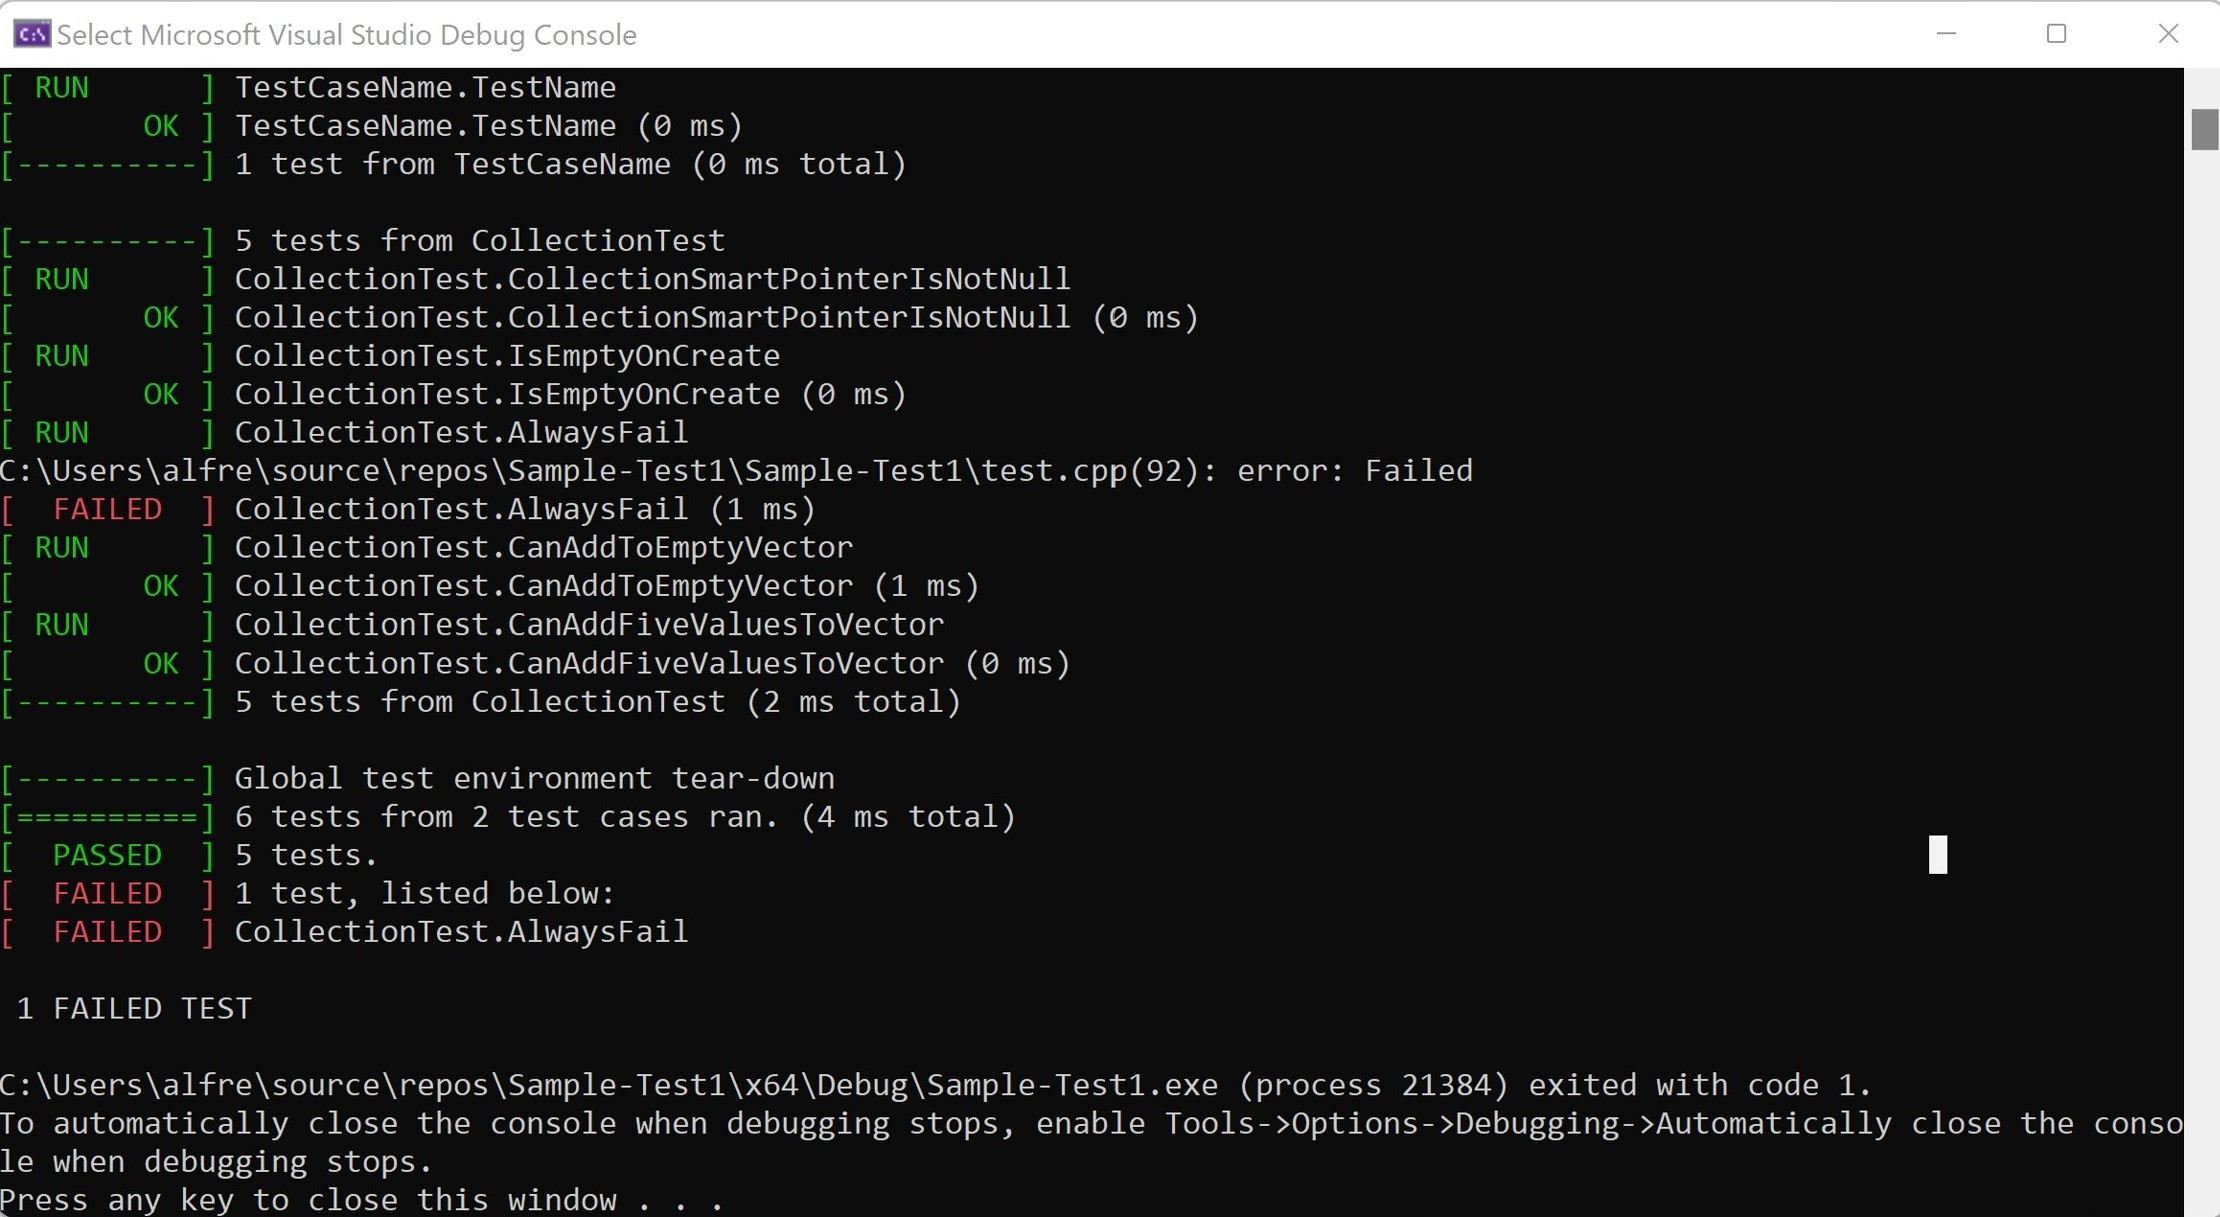 C:\ Select Microsoft Visual Studio Debug Console
[ RUN      ] TestCaseName.TestName
[       OK ] TestCaseName.TestName (0 ms)
[----------] 1 test from TestCaseName (0 ms total)

[----------] 5 tests from CollectionTest
[ RUN      ] CollectionTest.CollectionSmartPointerIsNotNull
[       OK ] CollectionTest.CollectionSmartPointerIsNotNull (0 ms)
[ RUN      ] CollectionTest.IsEmptyOnCreate
[       OK ] CollectionTest.IsEmptyOnCreate (0 ms)
[ RUN      ] CollectionTest.AlwaysFail
C:\Users\alfre\source\repos\Sample-Test1\Sample-Test1\test.cpp(92): error: Failed
[  FAILED  ] CollectionTest.AlwaysFail (1 ms)
[ RUN      ] CollectionTest.CanAddToEmptyVector
[       OK ] CollectionTest.CanAddToEmptyVector (1 ms)
[ RUN      ] CollectionTest.CanAddFiveValuesToVector
[       OK ] CollectionTest.CanAddFiveValuesToVector (0 ms)
[----------] 5 tests from CollectionTest (2 ms total)

[----------] Global test environment tear-down
[==========] 6 tests from 2 test cases ran. (4 ms total)
[  PASSED  ] 5 tests.
[  FAILED  ] 1 test, listed below:
[  FAILED  ] CollectionTest.AlwaysFail

 1 FAILED TEST

C:\Users\alfre\source\repos\Sample-Test1\x64\Debug\Sample-Test1.exe (process 21384) exited with code 1.
To automatically close the console when debugging stops, enable Tools->Options->Debugging->Automatically close the conso
le when debugging stops.
Press any key to close this window . . .